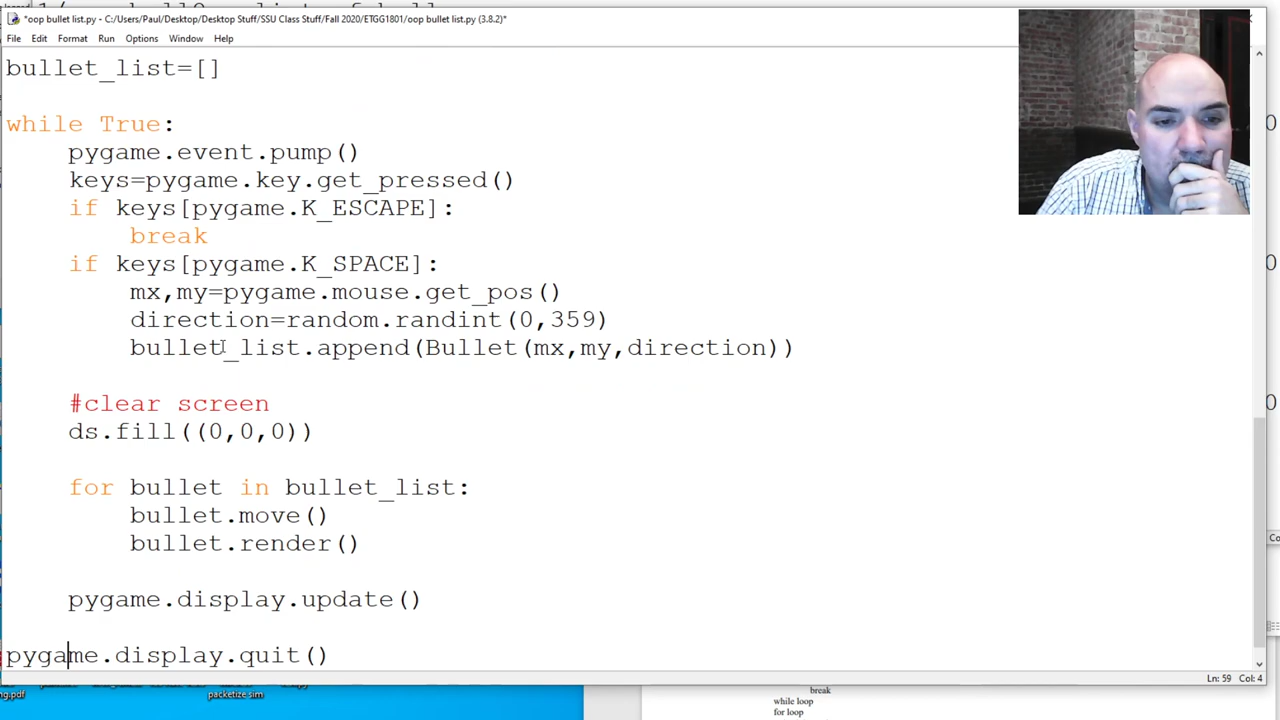 *oop bullet list.py - C:/Users/Paul/Desktop/Desktop Stuff/SSU Class Stuff/Fall 2020/ETGG1801/oop bullet list.py (3.8.2)*
File Edit Format Run Options Window Help
bullet_list=[]
while True:
pygame.event.pump()
keys=pygame.key.get_pressed()
if keys[pygame.K_ESCAPE]:
break
if keys[pygame.K_SPACE]:
mx,my=pygame.mouse.get_pos()
direction=random.randint(0,359)
bullet_list.append(Bullet(mx,my,direction))
#clear screen
ds.fill((0,0,0))
for bullet in bullet_list:
bullet.move()
bullet.render()
pygame.display.update()
pygame.display.quit()
Ln: 59 Col: 4
ng.pdf
packetize sim
break
while loop
for loop